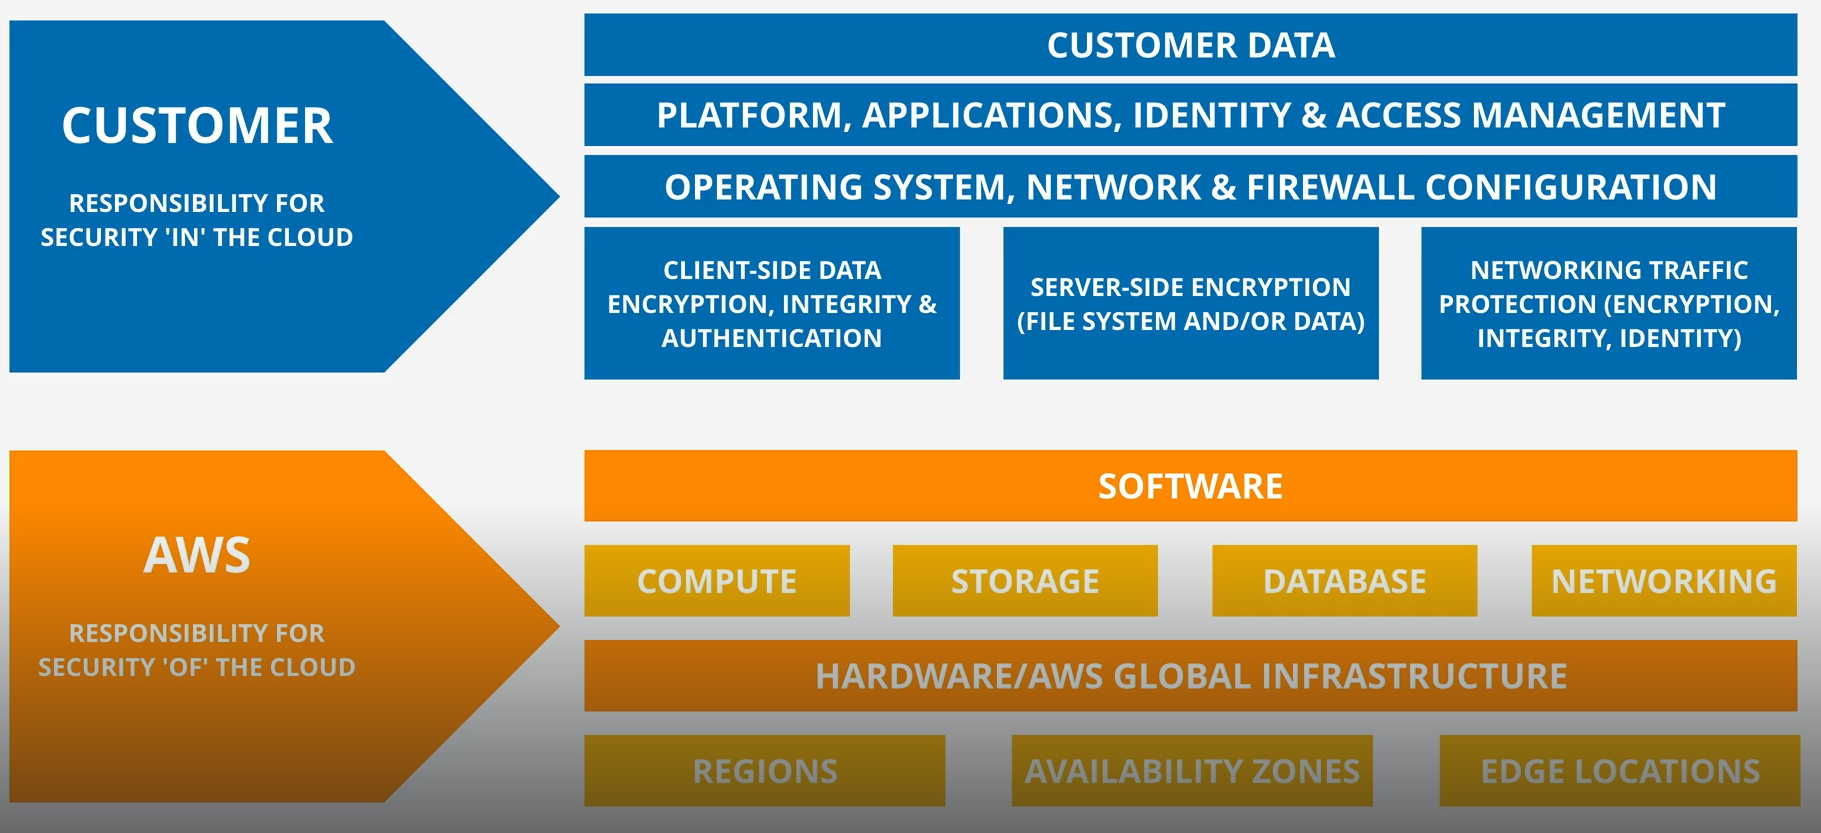 CUSTOMER
RESPONSIBILITY FOR
SECURITY 'IN' THE CLOUD
CUSTOMER DATA
PLATFORM, APPLICATIONS, IDENTITY & ACCESS MANAGEMENT
OPERATING SYSTEM, NETWORK & FIREWALL CONFIGURATION
CLIENT-SIDE DATA
ENCRYPTION, INTEGRITY &
AUTHENTICATION
SERVER-SIDE ENCRYPTION
(FILE SYSTEM AND/OR DATA)
NETWORKING TRAFFIC
PROTECTION (ENCRYPTION,
INTEGRITY, IDENTITY)
AWS
RESPONSIBILITY FOR
SECURITY 'OF' THE CLOUD
SOFTWARE
COMPUTE
STORAGE
DATABASE
NETWORKING
HARDWARE/AWS GLOBAL INFRASTRUCTURE
REGIONS
AVAILABILITY ZONES
EDGE LOCATIONS